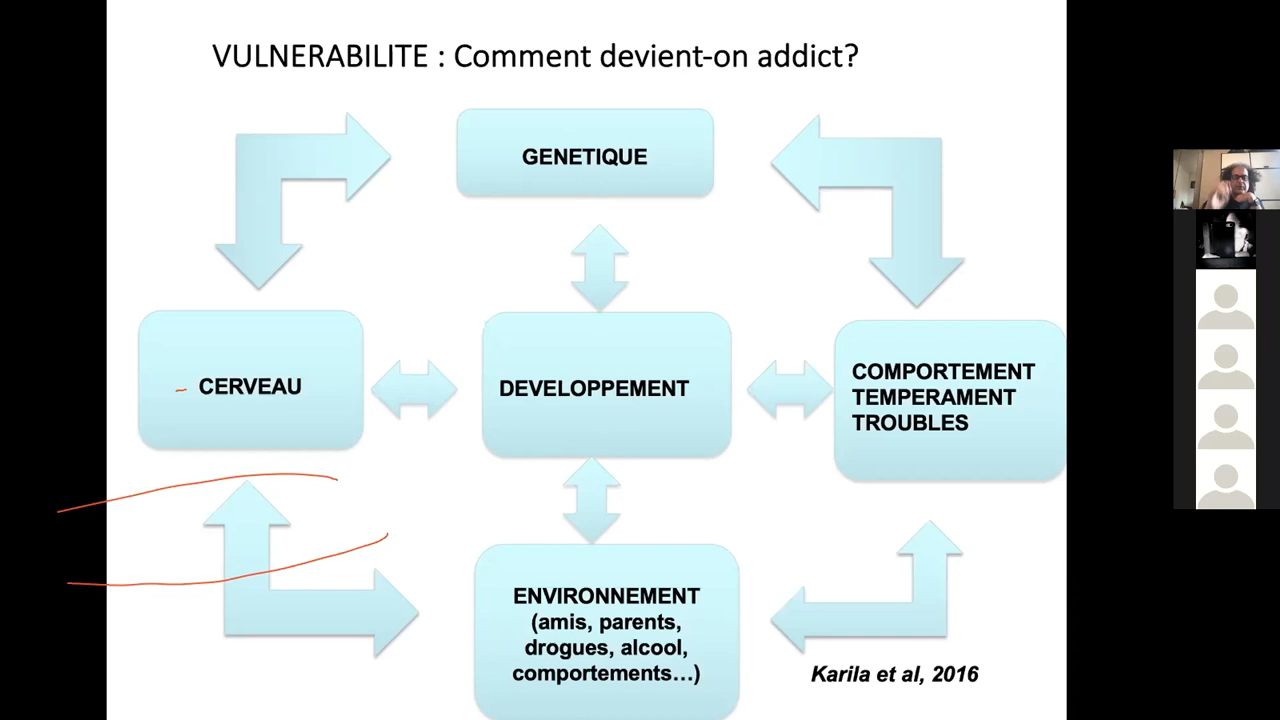 VULNERABILITE : Comment devient-on addict?
GENETIQUE
CERVEAU
DEVELOPPEMENT
COMPORTEMENT
TEMPERAMENT
TROUBLES
ENVIRONNEMENT
(amis, parents,
drogues, alcool,
comportements...)
Karila et al, 2016